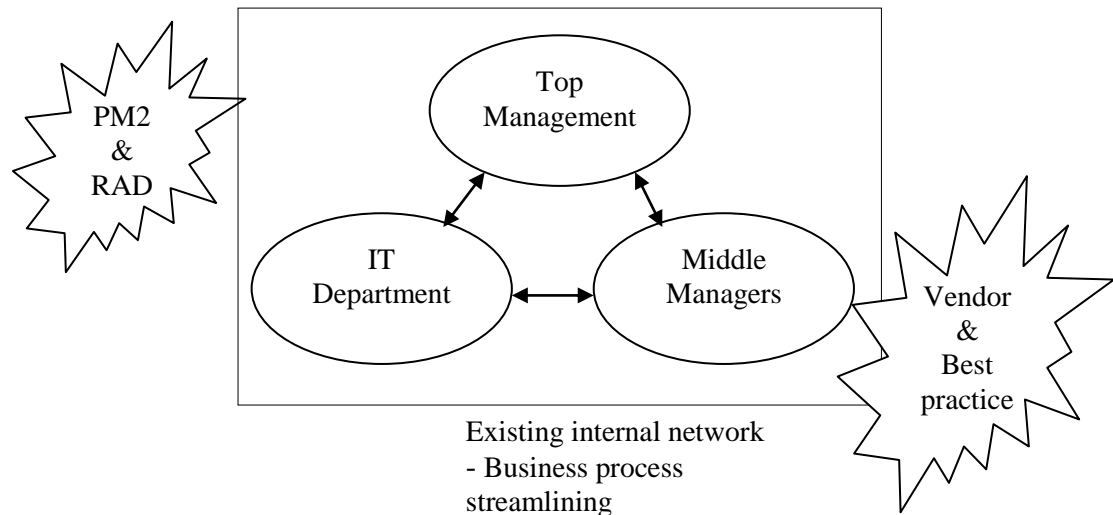 Top
Management
PM2
&
RAD
IT
Department
Middle
Managers
Vendor
&
Best
practice
Existing internal network
- Business process
streamlining